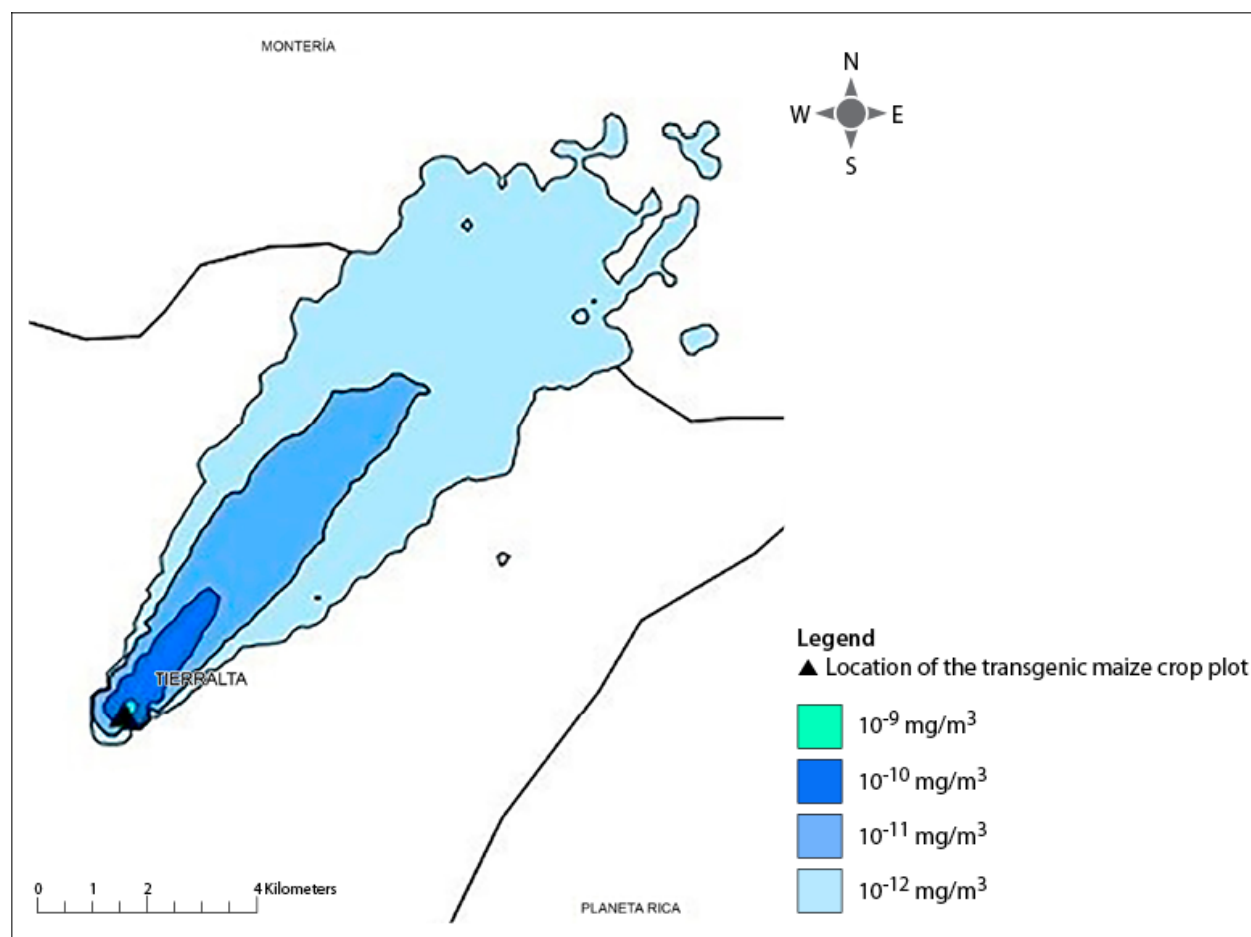 MONTERÍA
N
W E
S
TIERRALTA
Legend
▲ Location of the transgenic maize crop plot
10⁻⁹ mg/m³
10⁻¹⁰ mg/m³
10⁻¹¹ mg/m³
10⁻¹² mg/m³
0 1 2 4 Kilometers
PLANETA RICA